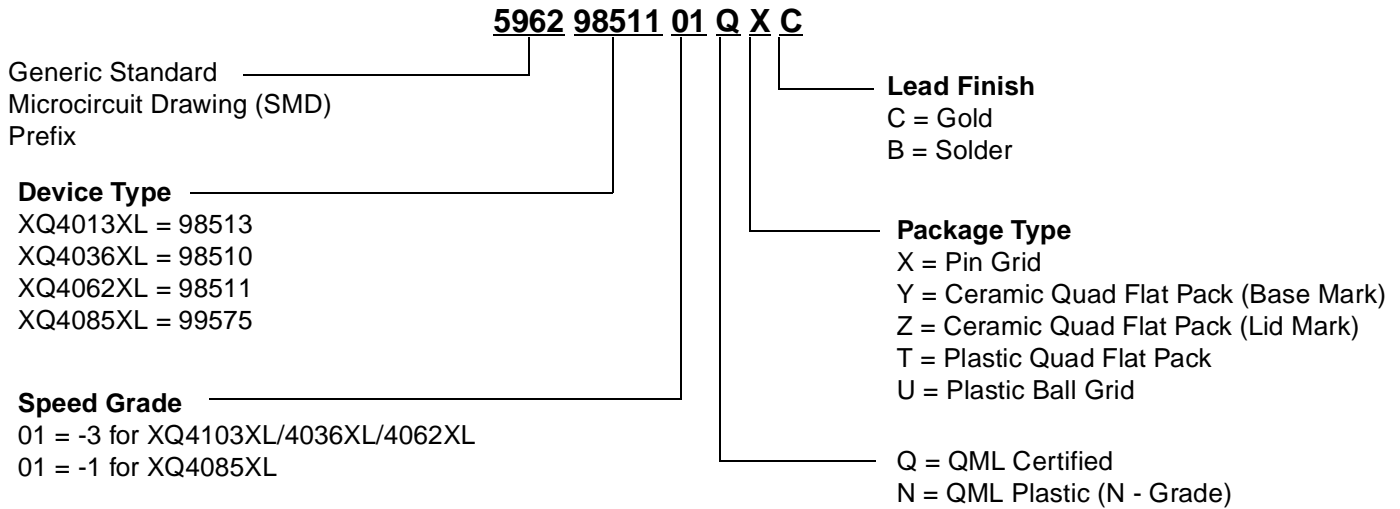 5962 98511 01 Q X C
Generic Standard
Microcircuit Drawing (SMD)
Prefix
Device Type
XQ4013XL = 98513
XQ4036XL = 98510
XQ4062XL = 98511
XQ4085XL = 99575
Speed Grade
01 = -3 for XQ4103XL/4036XL/4062XL
01 = -1 for XQ4085XL
Lead Finish
C = Gold
B = Solder
Package Type
X = Pin Grid
Y = Ceramic Quad Flat Pack (Base Mark)
Z = Ceramic Quad Flat Pack (Lid Mark)
T = Plastic Quad Flat Pack
U = Plastic Ball Grid
Q = QML Certified
N = QML Plastic (N - Grade)